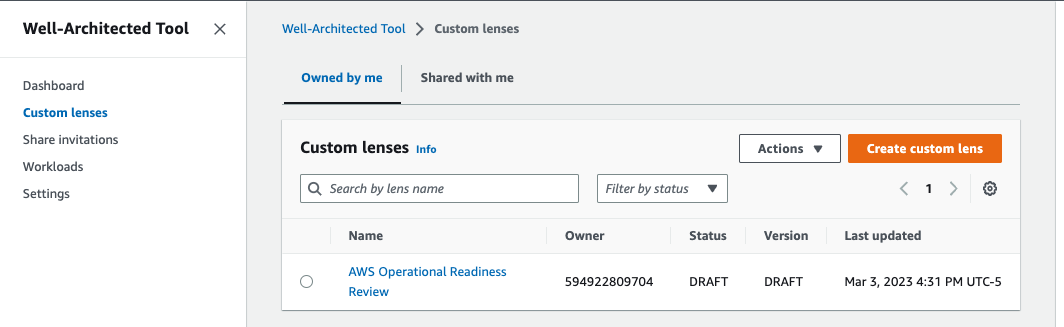 Well-Architected Tool
Dashboard
Custom lenses
Share invitations
Workloads
Settings
Well-Architected Tool > Custom lenses
Owned by me
Shared with me
Custom lenses Info
Actions
Create custom lens
Search by lens name
Filter by status
1
Name Owner Status Version Last updated
AWS Operational Readiness
Review
594922809704
DRAFT
DRAFT
Mar 3, 2023 4:31 PM UTC-5